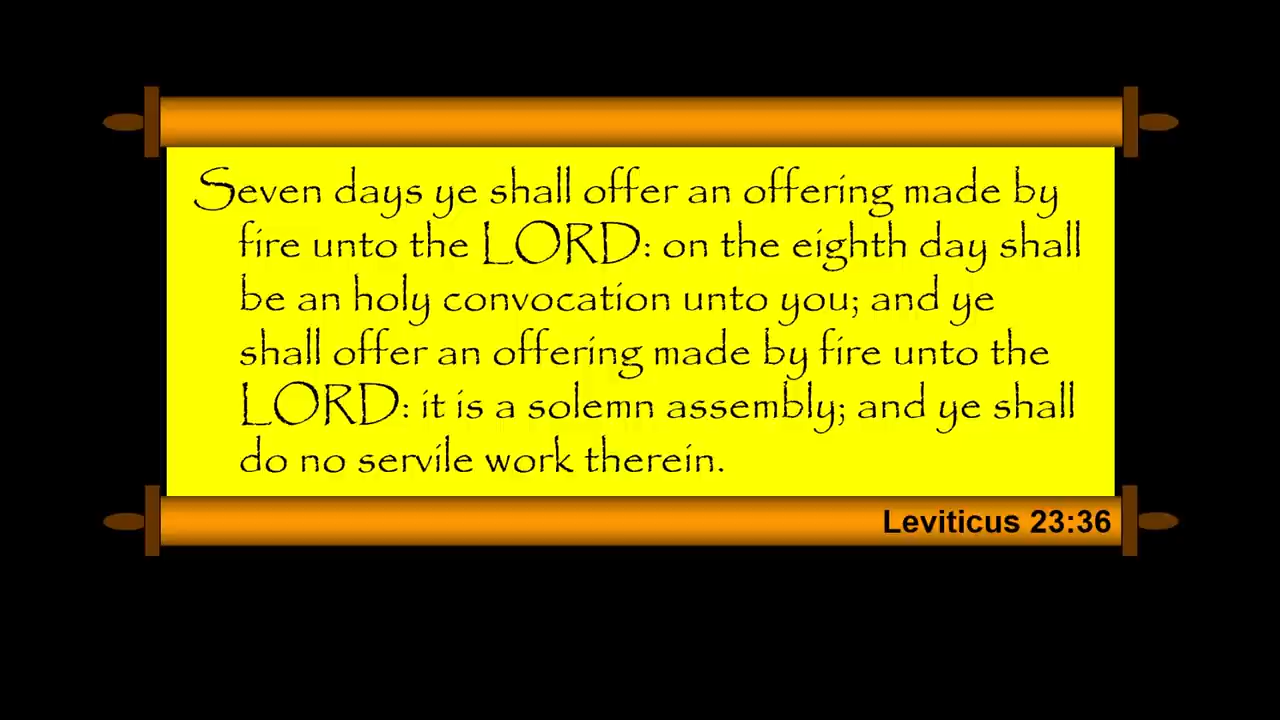 Seven days ye shall offer an offering made by
fire unto the LORD: on the eighth day shall
be an holy convocation unto you; and ye
shall offer an offering made by fire unto the
LORD: it is a solemn assembly; and ye shall
do no servile work therein.
Leviticus 23:36